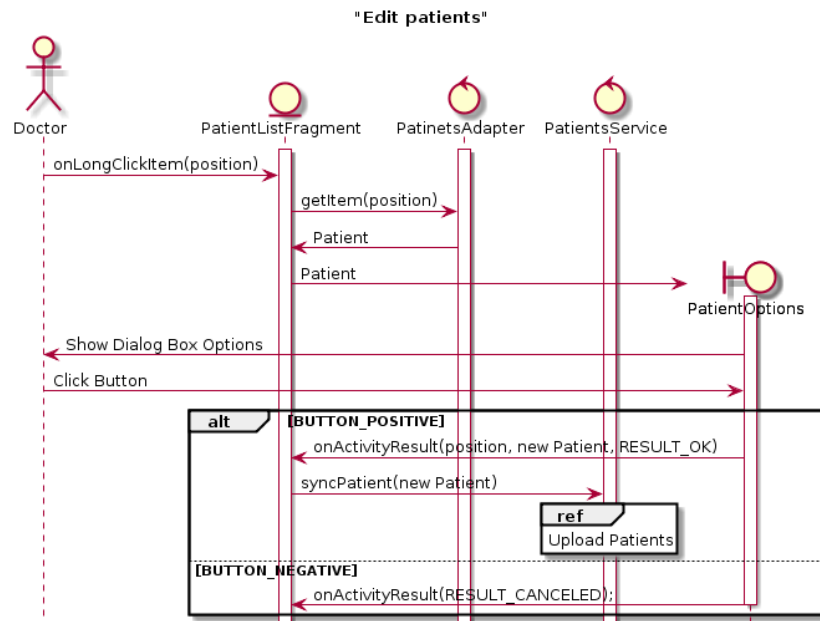 "Edit patients"
Doctor
PatientListFragment
PatinetsAdapter
PatientsService
onLongClickItem(position)
getItem(position)
Patient
Patient
PatientOptions
Show Dialog Box Options
Click Button
alt
[BUTTON_POSITIVE]
onActivityResult(position, new Patient, RESULT_OK)
syncPatient(new Patient)
ref
Upload Patients
[BUTTON_NEGATIVE]
onActivityResult(RESULT_CANCELED);